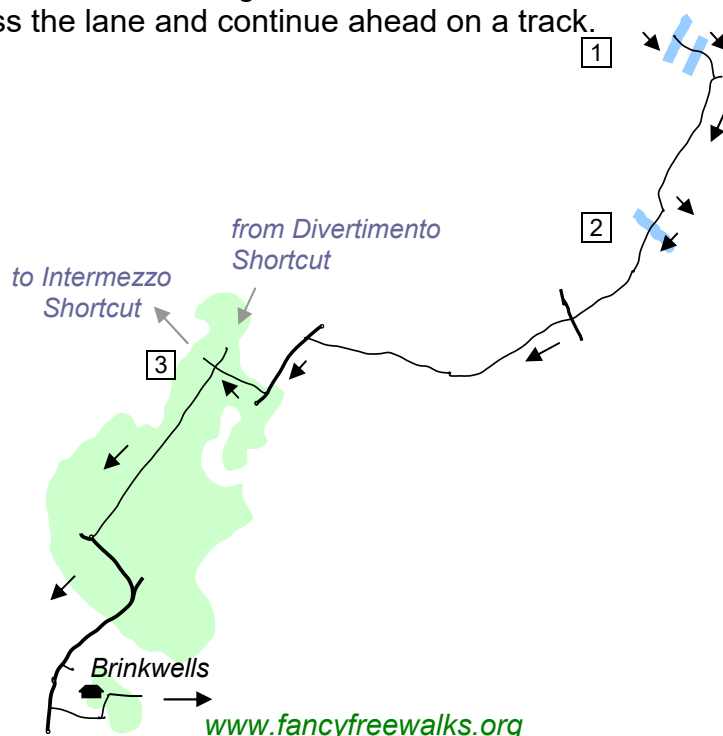 ss the lane and continue ahead on a track.
1
2
from Divertimento
Shortcut
to Intermezzo
Shortcut
3
Brinkwells
www.fancyfreewalks.org